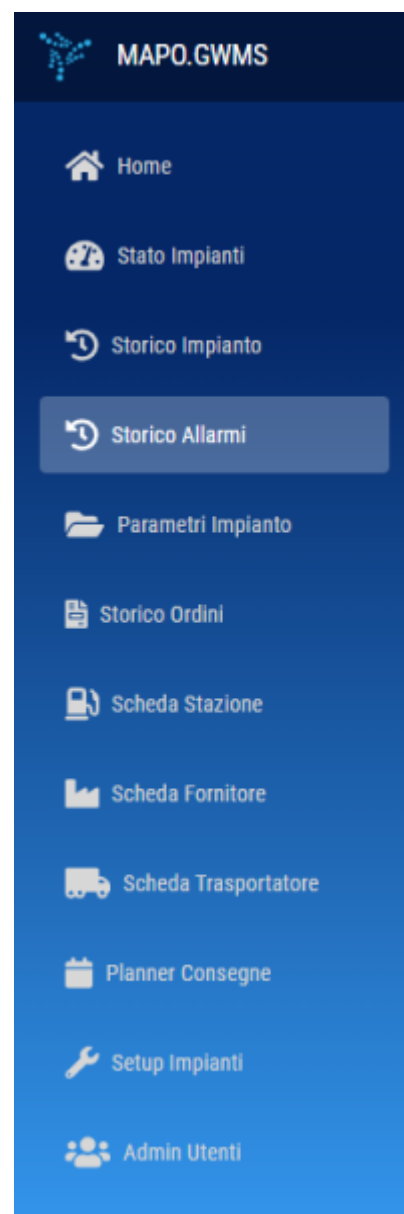 MAPO.GWMS
Home
Stato Impianti
Storico Impianto
Storico Allarmi
Parametri Impianto
Storico Ordini
Scheda Stazione
Scheda Fornitore
Scheda Trasportatore
Planner Consegne
Setup Impianti
Admin Utenti